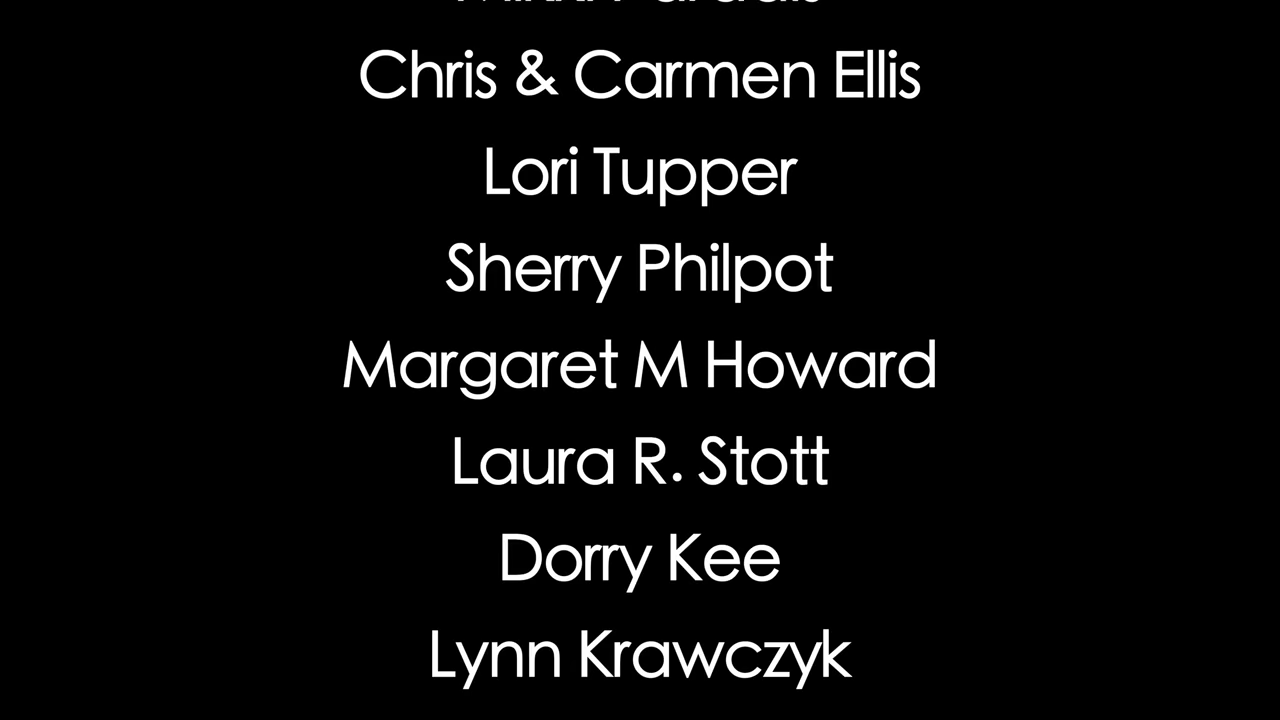 Chris & Carmen Ellis
Lori Tupper
Sherry Philpot
Margaret M Howard
Laura R. Stott
Dorry Kee
Lynn Krawczyk